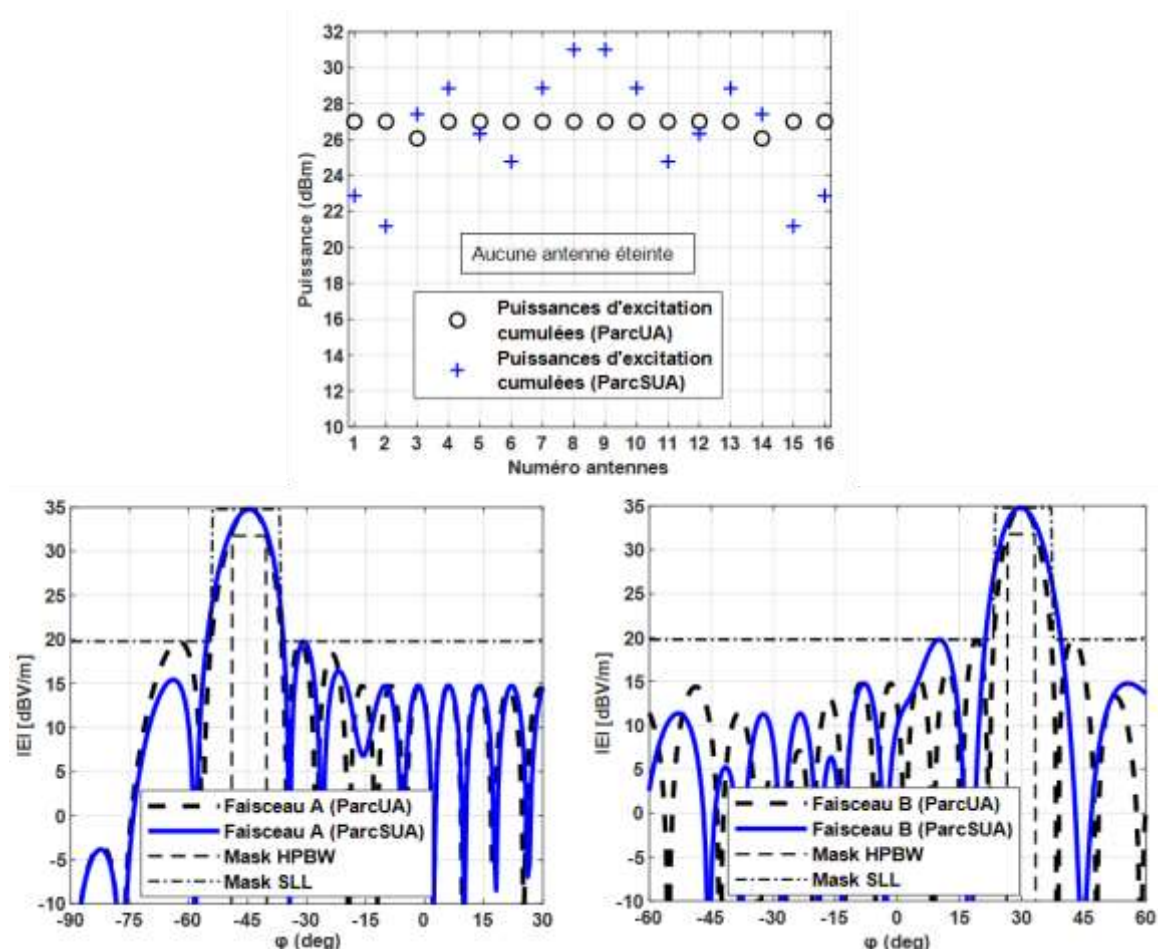 32
30
28
26
24
22
20
18
16
14
12
10
Puissance (dBm)
Aucune antenne éteinte
Puissances d'excitation
cumulées (ParcUA)
Puissances d'excitation
cumulées (ParcSUA)
1 2 3 4 5 6 7 8 9 10 11 12 13 14 15 16
Numéro antennes
35
30
25
20
15
10
5
0
-5
-10
|E| [dBV/m]
Faisceau A (ParcUA)
Faisceau A (ParcSUA)
Mask HPBW
Mask SLL
-90 -75 -60 -45 -30 -15 0 15 30
φ (deg)
35
30
25
20
15
10
5
0
-5
-10
|E| [dBV/m]
Faisceau B (ParcUA)
Faisceau B (ParcSUA)
Mask HPBW
Mask SLL
-60 -45 -30 -15 0 15 30 45 60
φ (deg)